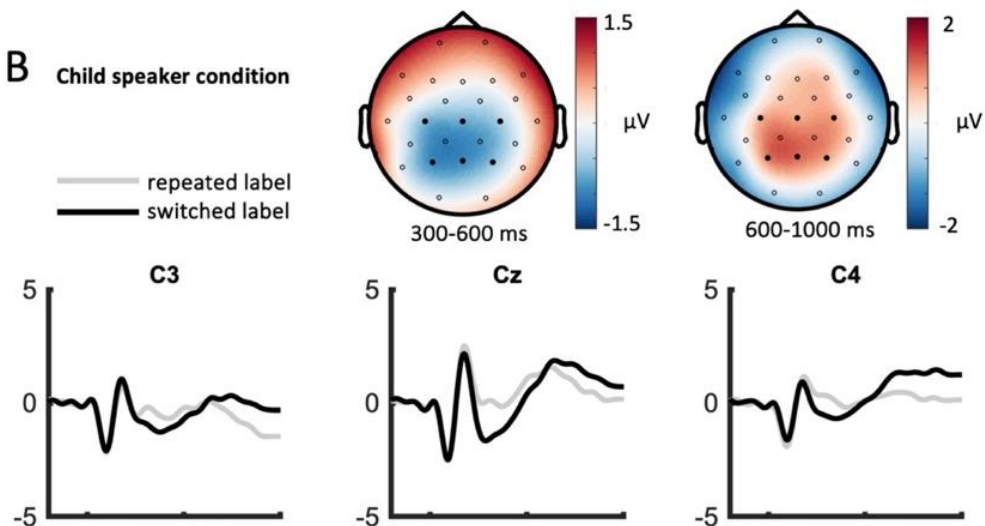 B
Child speaker condition
repeated label
switched label
1.5
μV
-1.5
300-600 ms
2
μV
-2
600-1000 ms
C3
5
0
-5
Cz
5
0
-5
C4
5
0
-5